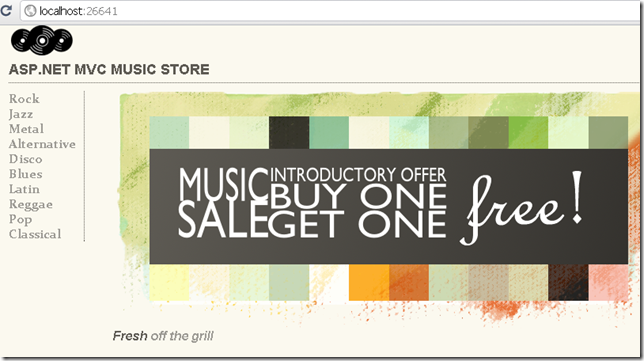 localhost:26641
ASP.NET MVC MUSIC STORE
Rock
Jazz
Metal
Alternative
Disco
Blues
Latin
Reggae
Pop
Classical
MUSIC SALE
INTRODUCTORY OFFER
BUY ONE
GET ONE
free!
Fresh off the grill